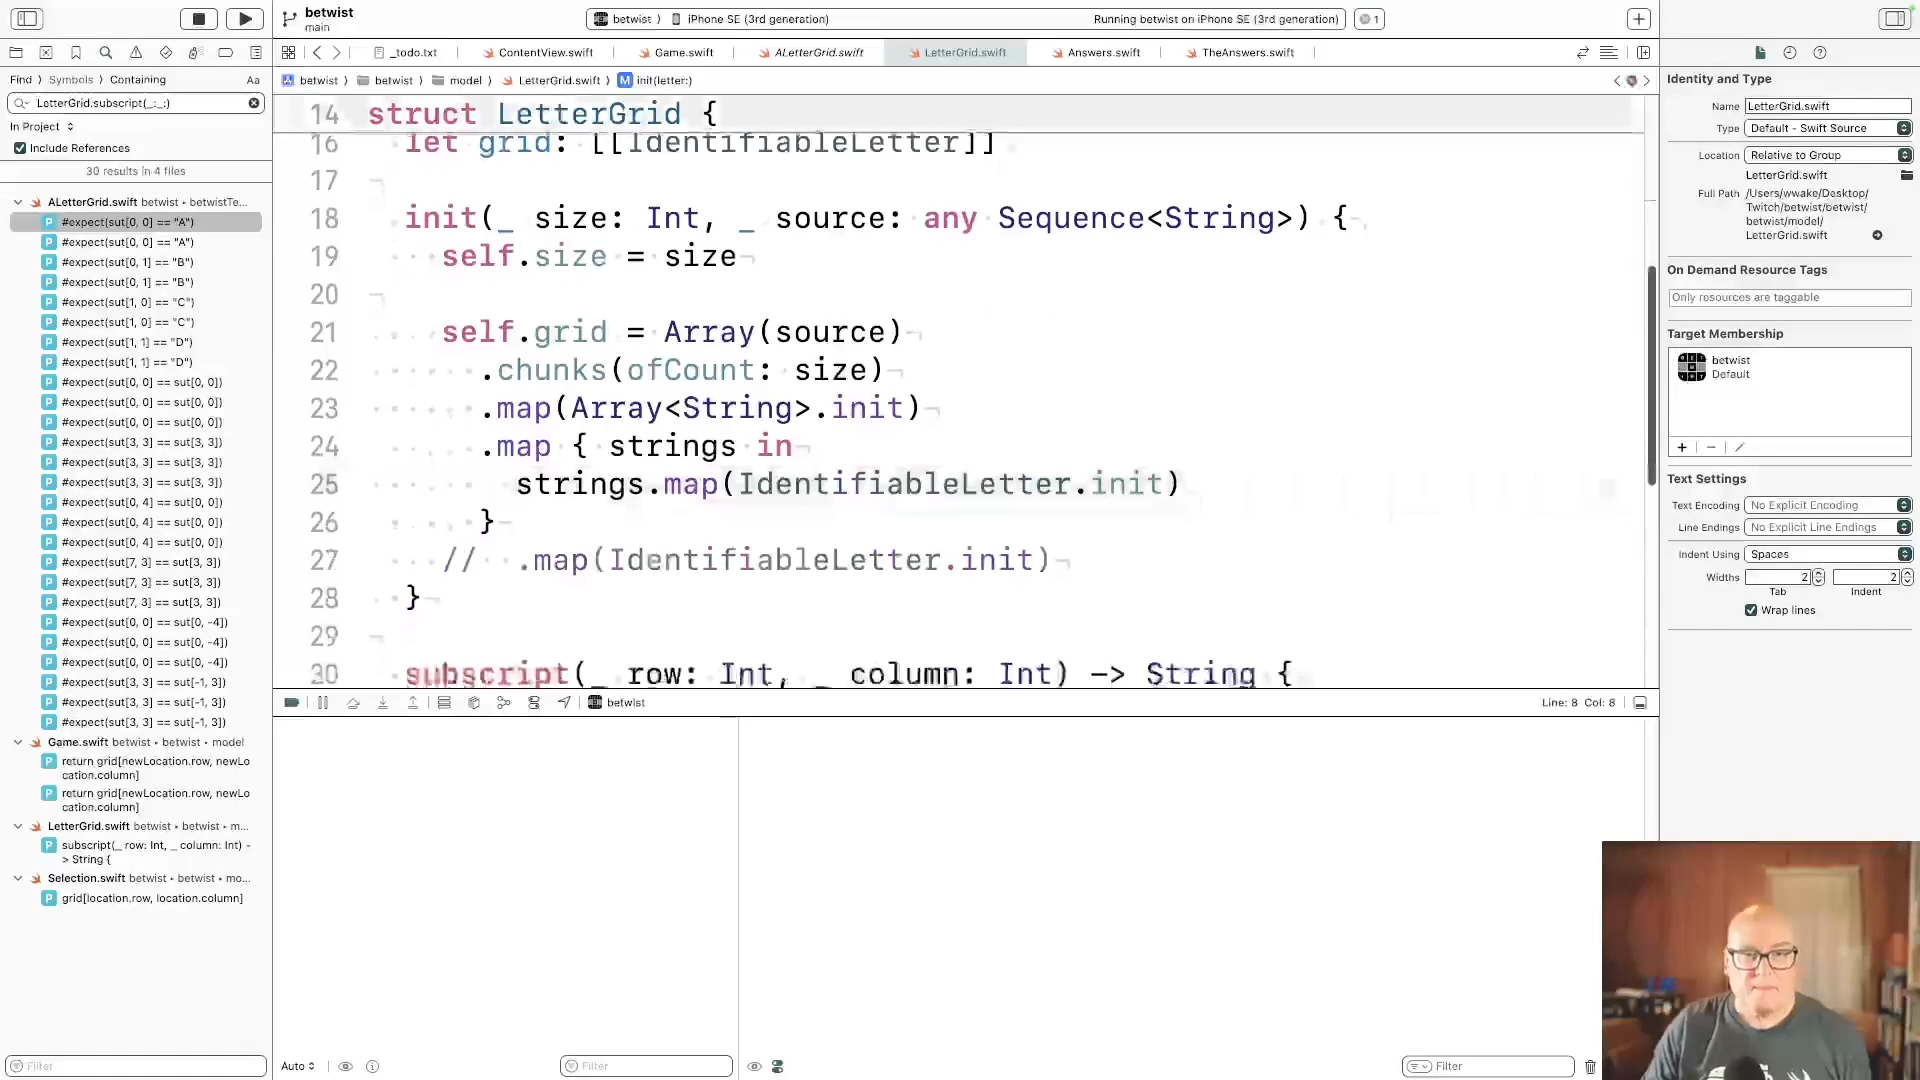 betwist
main
betwist
iPhone SE (3rd generation)
Running betwist on iPhone SE (3rd generation)
1
_todo.txt
ContentView.swift
Game.swift
ALetterGrid.swift
LetterGrid.swift
Answers.swift
TheAnswers.swift
Find
Symbols
Containing
Aa
LetterGrid.subscript(_:_:)
In Project
Include References
30 results in 4 files
ALetterGrid.swift betwist • betwistTe...
#expect(sut[0, 0] == "A")
#expect(sut[0, 0] == "A")
#expect(sut[0, 1] == "B")
#expect(sut[0, 1] == "B")
#expect(sut[1, 0] == "C")
#expect(sut[1, 0] == "C")
#expect(sut[1, 1] == "D")
#expect(sut[1, 1] == "D")
#expect(sut[0, 0] == sut[0, 0])
#expect(sut[0, 0] == sut[0, 0])
#expect(sut[0, 0] == sut[0, 0])
#expect(sut[3, 3] == sut[3, 3])
#expect(sut[3, 3] == sut[3, 3])
#expect(sut[3, 3] == sut[3, 3])
#expect(sut[0, 4] == sut[0, 0])
#expect(sut[0, 4] == sut[0, 0])
#expect(sut[0, 4] == sut[0, 0])
#expect(sut[7, 3] == sut[3, 3])
#expect(sut[7, 3] == sut[3, 3])
#expect(sut[7, 3] == sut[3, 3])
#expect(sut[0, 0] == sut[0, -4])
#expect(sut[0, 0] == sut[0, -4])
#expect(sut[0, 0] == sut[0, -4])
#expect(sut[3, 3] == sut[-1, 3])
#expect(sut[3, 3] == sut[-1, 3])
#expect(sut[3, 3] == sut[-1, 3])
Game.swift betwist • betwist • model
return grid[newLocation.row, newLo
cation.column]
return grid[newLocation.row, newLo
cation.column]
LetterGrid.swift betwist • betwist • m...
subscript(_ row: Int, _ column: Int) -
> String {
Selection.swift betwist • betwist • mo...
grid[location.row, location.column]
Filter
betwist
betwist
model
LetterGrid.swift
M
init(letter:)
14 struct LetterGrid {
16 let grid: [[IdentifiableLetter]]
17
18 init(_ size: Int, _ source: any Sequence<String>) {
19 self.size = size
20
21 self.grid = Array(source)
22 .chunks(ofCount: size)
23 .map(Array<String>.init)
24 .map { strings in
25 strings.map(IdentifiableLetter.init)
26 }
27 // .map(IdentifiableLetter.init)
28 }
29
30 subscript(_ row: Int, _ column: Int) -> String {
betwist
Line: 8 Col: 8
Auto
Filter
Filter
Identity and Type
Name LetterGrid.swift
Type Default - Swift Source
Location Relative to Group
LetterGrid.swift
Full Path /Users/wwake/Desktop/
Twitch/betwist/betwist/
betwist/model/
LetterGrid.swift
On Demand Resource Tags
Only resources are taggable
Target Membership
betwist
Default
Text Settings
Text Encoding No Explicit Encoding
Line Endings No Explicit Line Endings
Indent Using Spaces
Widths 2 2
Tab Indent
Wrap lines